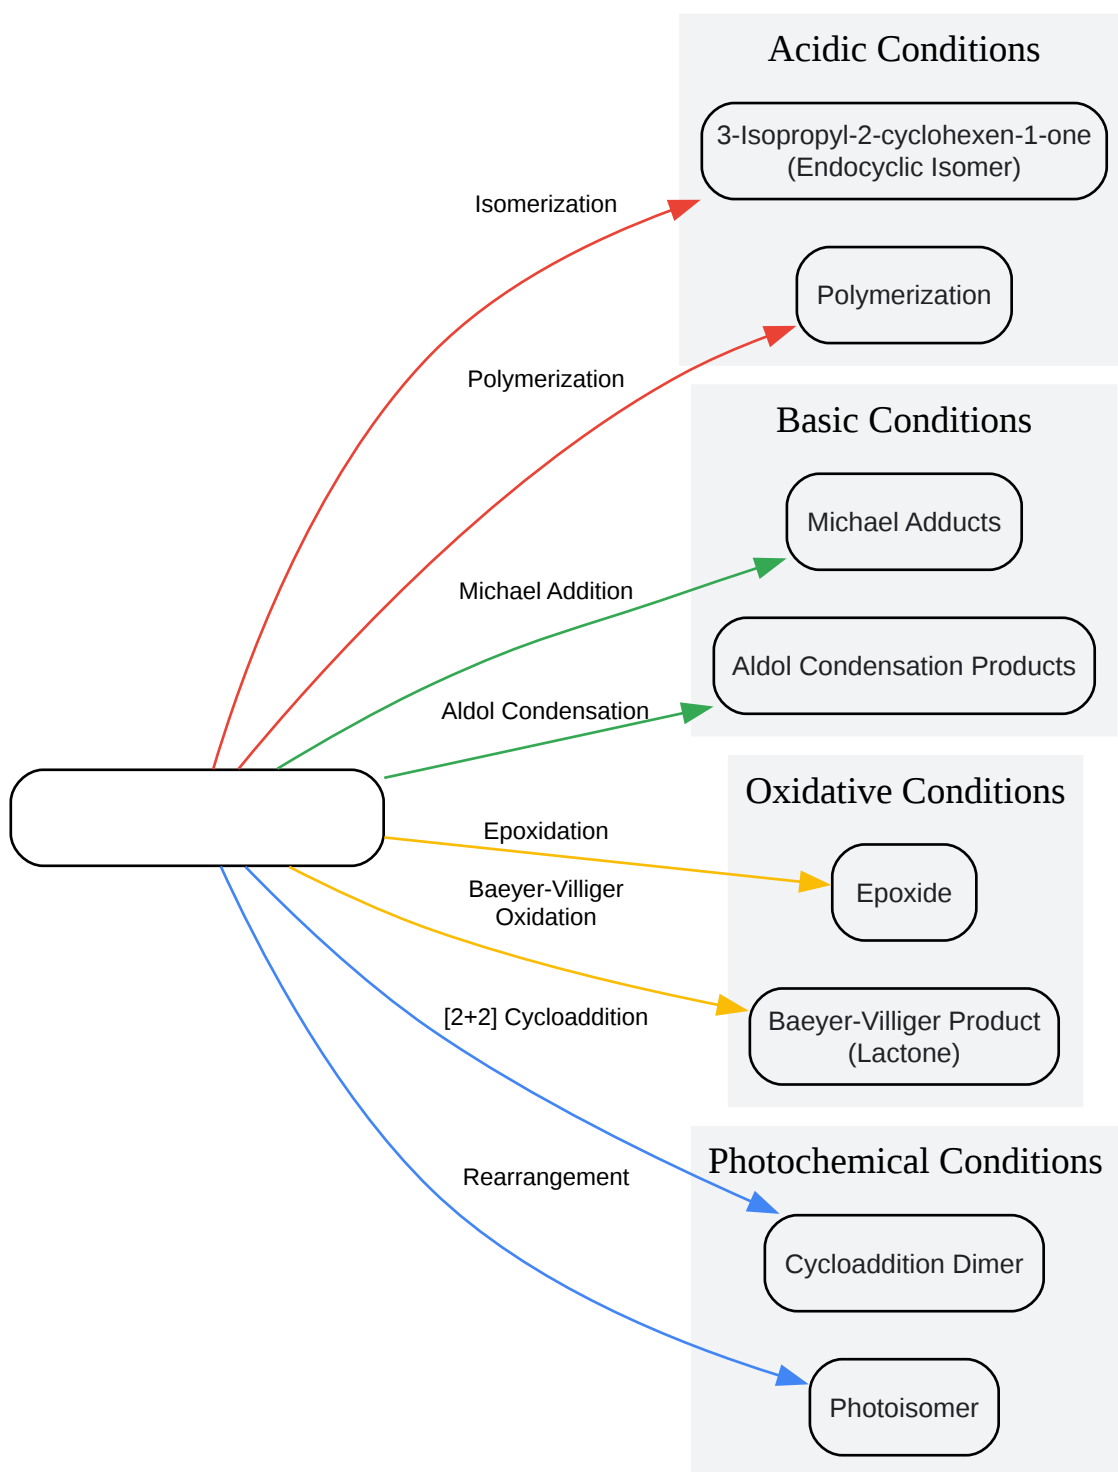 Acidic Conditions
3-Isopropyl-2-cyclohexen-1-one
(Endocyclic Isomer)
Isomerization
Polymerization
Polymerization
Basic Conditions
Michael Adducts
Michael Addition
Aldol Condensation Products
Aldol Condensation
Oxidative Conditions
Epoxidation
Epoxide
Baeyer-Villiger
Oxidation
Baeyer-Villiger Product
(Lactone)
[2+2] Cycloaddition
Photochemical Conditions
Rearrangement
Cycloaddition Dimer
Photoisomer